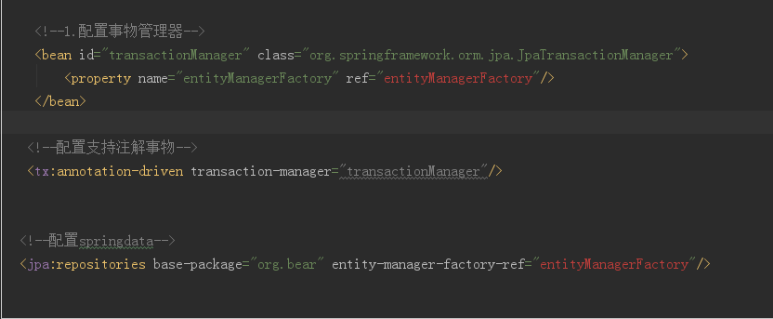 <!--1.配置事物管理器-->
<bean id="transactionManager" class="org.springframework.orm.jpa.JpaTransactionManager">
<property name="entityManagerFactory" ref="entityManagerFactory"/>
</bean>
<!--配置支持注解事物-->
<tx:annotation-driven transaction-manager="transactionManager"/>
<!--配置springdata-->
<jpa:repositories base-package="org.bear" entity-manager-factory-ref="entityManagerFactory"/>